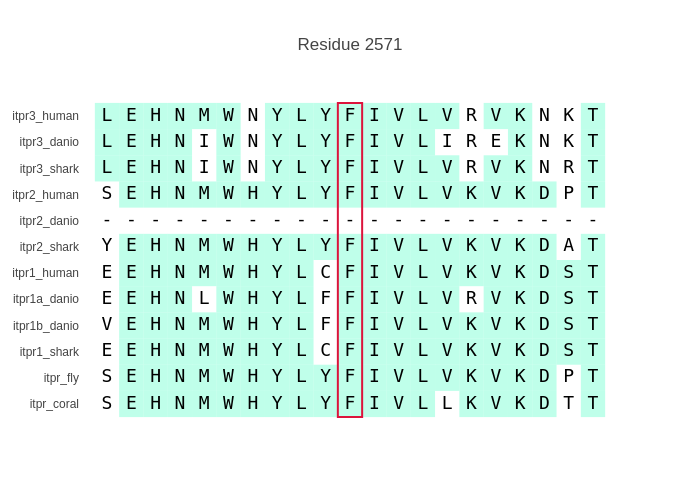 Residue 2571
itpr3_human L E H N M W N Y L Y F I V L V R V K N K T
itpr3_danio L E H N I W N Y L Y F I V L I R E K N K T
itpr3_shark L E H N I W N Y L Y F I V L V R V K N R T
itpr2_human S E H N M W H Y L Y F I V L V K V K D P T
itpr2_danio - - - - - - - - - - - - - - - - - - - - -
itpr2_shark Y E H N M W H Y L Y F I V L V K V K D A T
itpr1_human E E H N M W H Y L C F I V L V K V K D S T
itpr1a_danio E E H N L W H Y L F F I V L V R V K D S T
itpr1b_danio V E H N M W H Y L F F I V L V K V K D S T
itpr1_shark E E H N M W H Y L C F I V L V K V K D S T
itpr_fly S E H N M W H Y L Y F I V L V K V K D P T
itpr_coral S E H N M W H Y L Y F I V L L K V K D T T